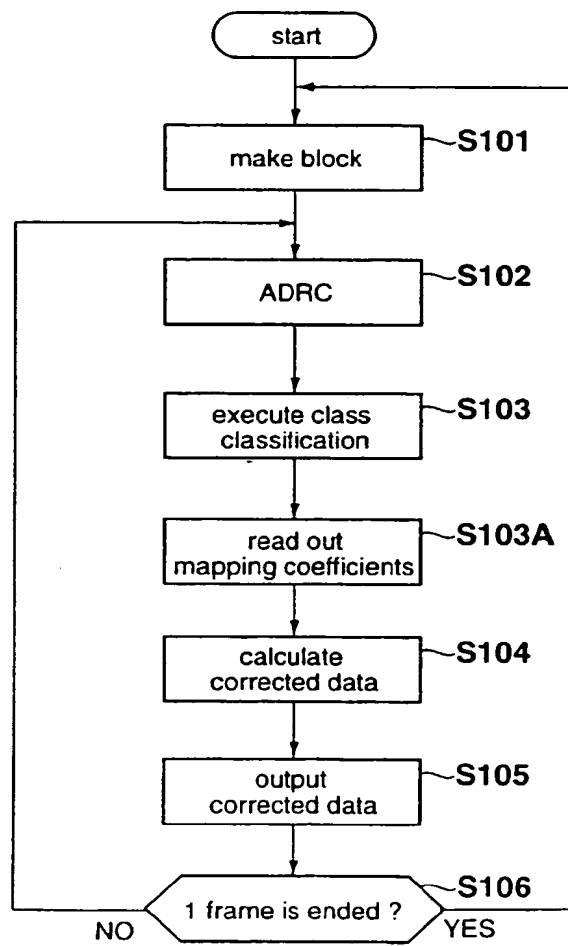 start
make block
S101
ADRC
S102
execute class
classification
S103
read out
mapping coefficients
S103A
calculate
corrected data
S104
output
corrected data
S105
1 frame is ended ?
S106
NO
YES